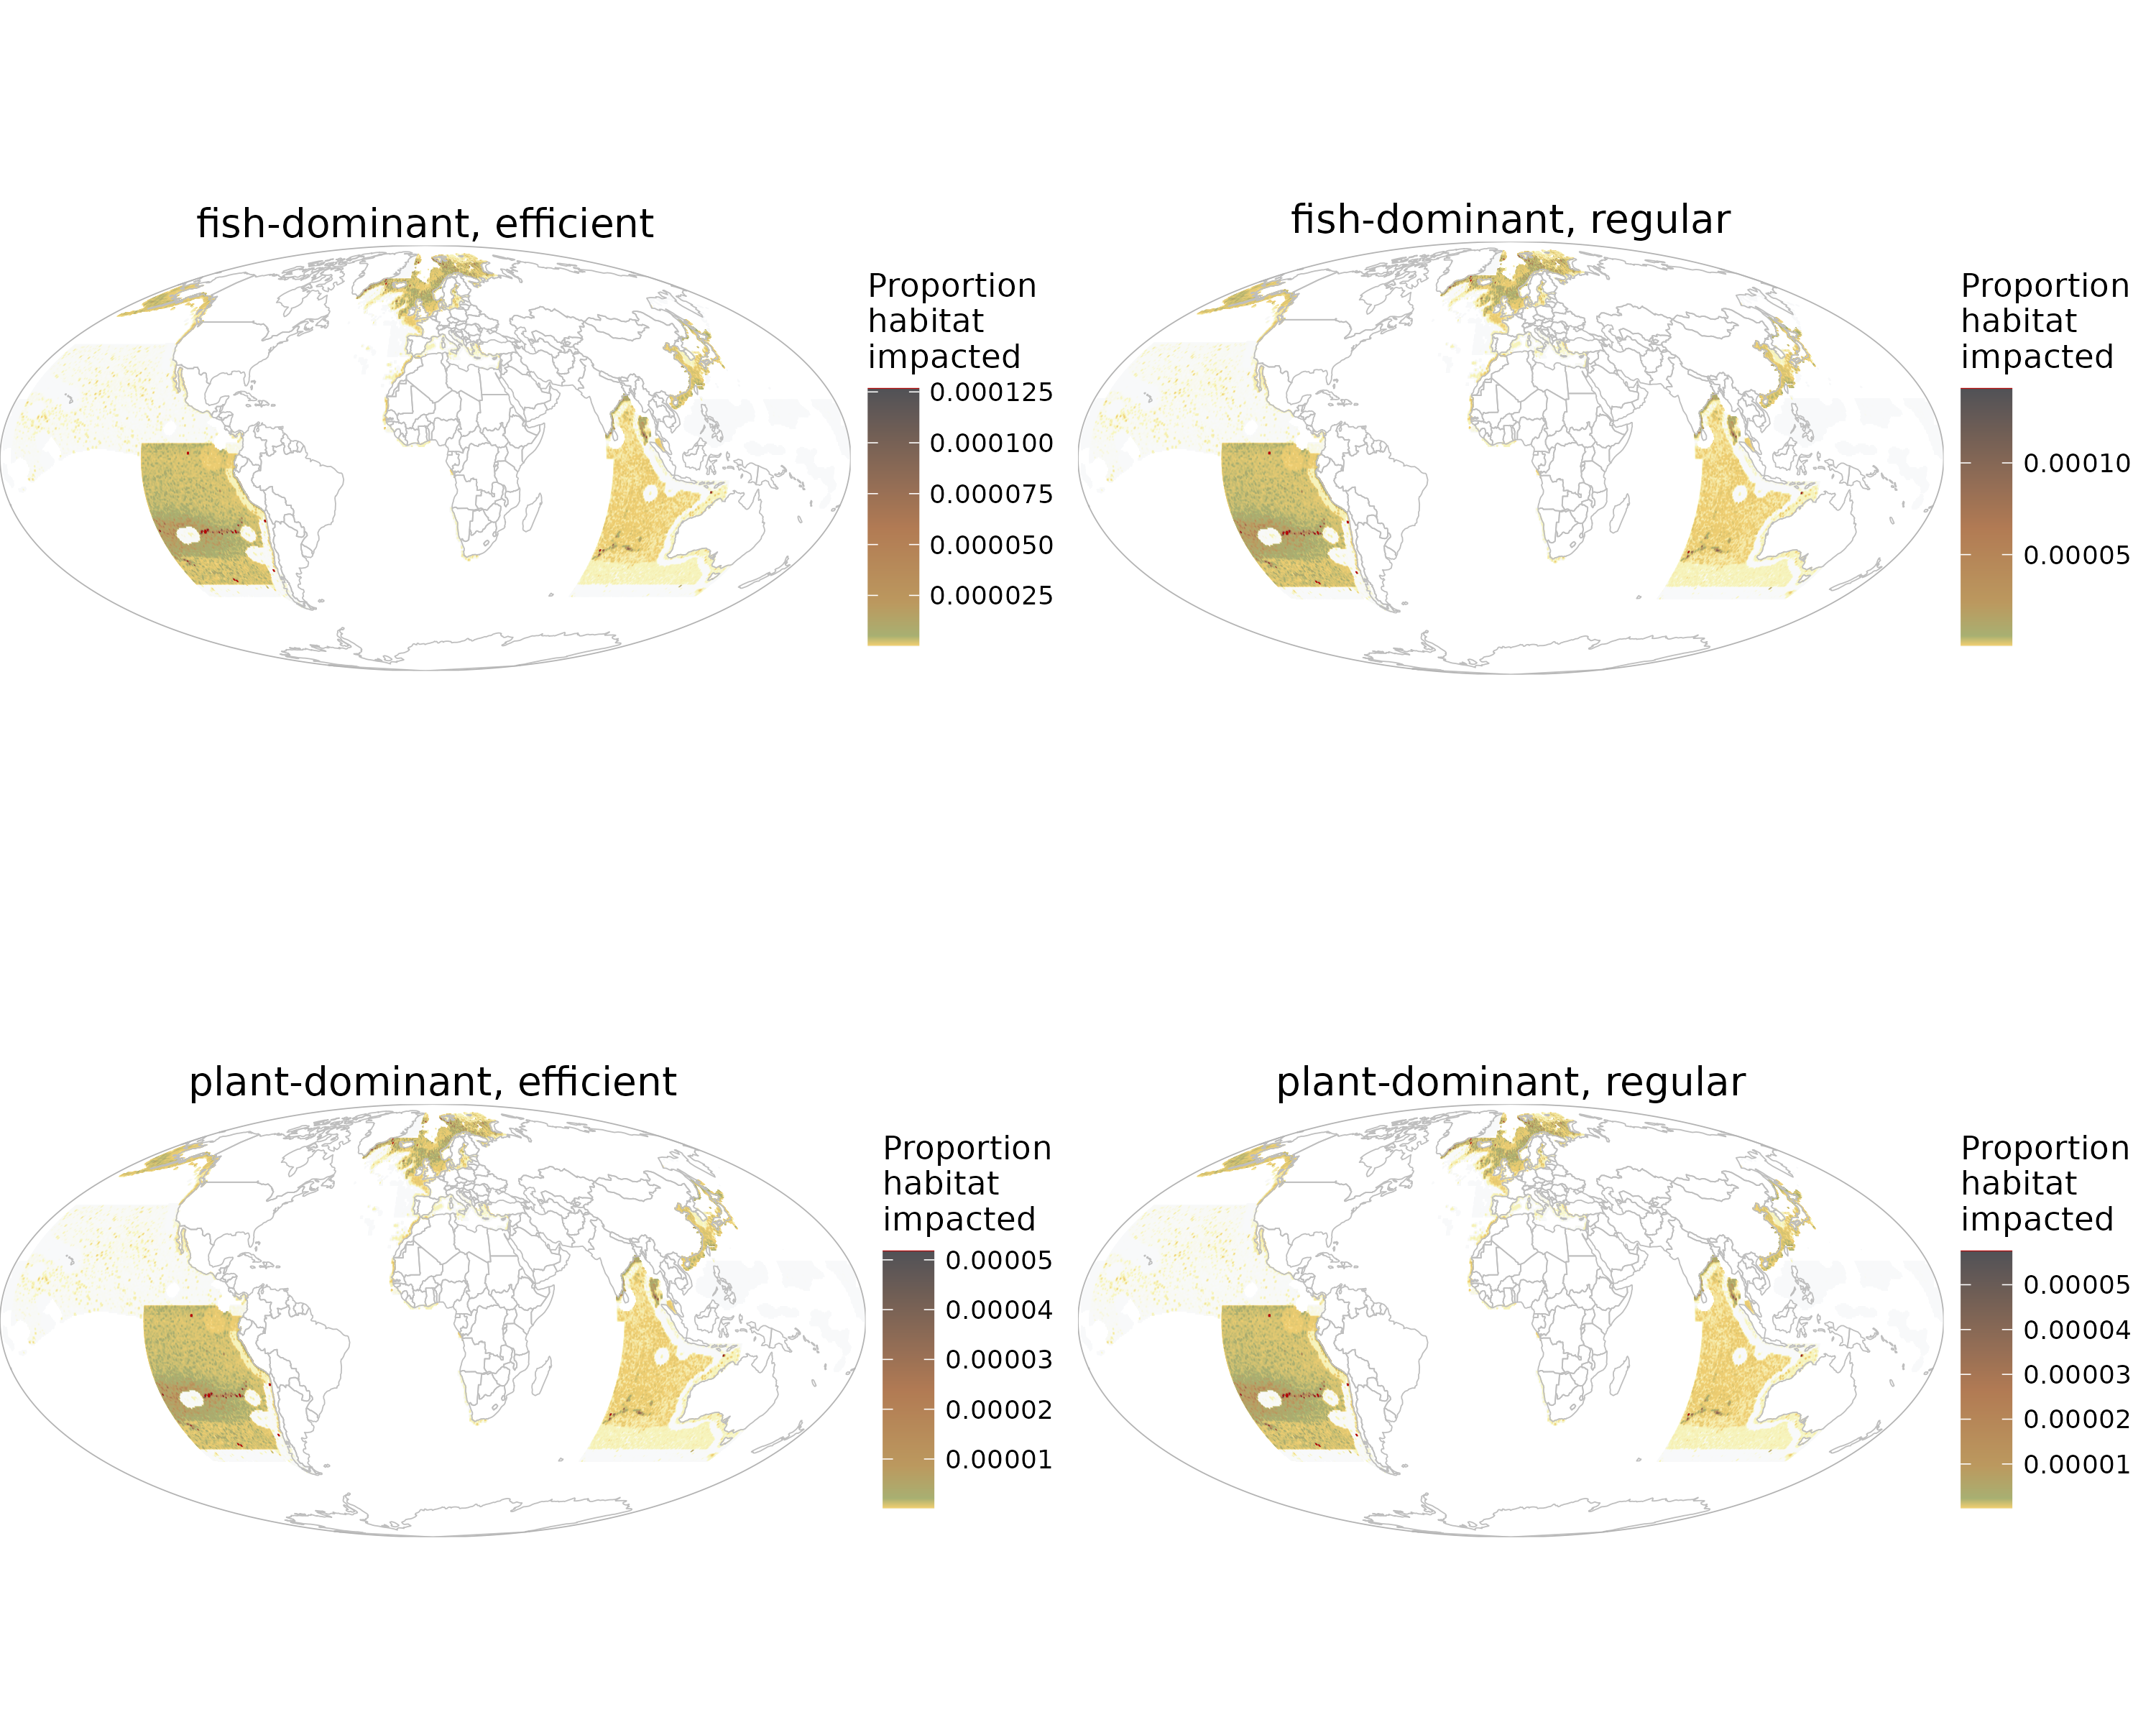 fish-dominant, efficient
Proportion
habitat
impacted
0.000125
0.000100
0.000075
0.000050
0.000025
fish-dominant, regular
Proportion
habitat
impacted
0.00010
0.00005
plant-dominant, efficient
Proportion
habitat
impacted
0.00005
0.00004
0.00003
0.00002
0.00001
plant-dominant, regular
Proportion
habitat
impacted
0.00005
0.00004
0.00003
0.00002
0.00001